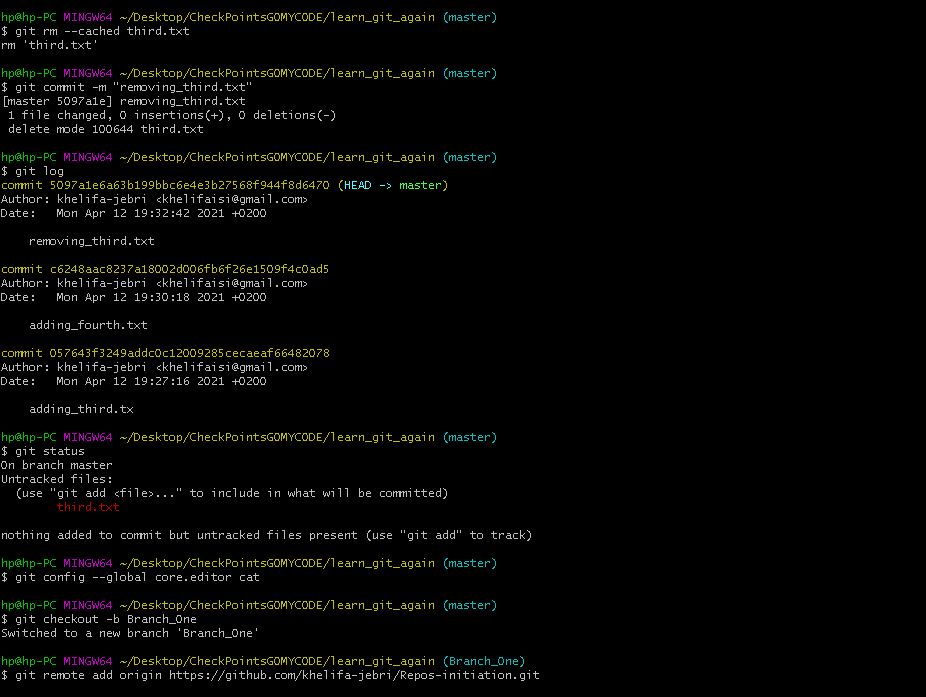 hp@hp-PC MINGW64 ~/Desktop/CheckPointsGOMYCODE/learn_git_again (master)
$ git rm --cached third.txt
rm 'third.txt'
hp@hp-PC MINGW64 ~/Desktop/CheckPointsGOMYCODE/learn_git_again (master)
$ git commit -m "removing_third.txt"
[master 5097a1e] removing_third.txt
1 file changed, 0 insertions(+), 0 deletions(-)
delete mode 100644 third.txt
hp@hp-PC MINGW64 ~/Desktop/CheckPointsGOMYCODE/learn_git_again (master)
$ git log
commit 5097a1e6a63b199bbc6e4e3b27568f944f8d6470 (HEAD -> master)
Author: khelifa-jebri <khelifaisi@gmail.com>
Date:   Mon Apr 12 19:32:42 2021 +0200
removing_third.txt
commit c6248aac8237a18002d006fb6f26e1509f4c0ad5
Author: khelifa-jebri <khelifaisi@gmail.com>
Date:   Mon Apr 12 19:30:18 2021 +0200
adding_fourth.txt
commit 057643f3249addc0c12009285cecaeaf66482078
Author: khelifa-jebri <khelifaisi@gmail.com>
Date:   Mon Apr 12 19:27:16 2021 +0200
adding_third.tx
hp@hp-PC MINGW64 ~/Desktop/CheckPointsGOMYCODE/learn_git_again (master)
$ git status
On branch master
Untracked files:
(use "git add <file>..." to include in what will be committed)
third.txt
nothing added to commit but untracked files present (use "git add" to track)
hp@hp-PC MINGW64 ~/Desktop/CheckPointsGOMYCODE/learn_git_again (master)
$ git config --global core.editor cat
hp@hp-PC MINGW64 ~/Desktop/CheckPointsGOMYCODE/learn_git_again (master)
$ git checkout -b Branch_One
Switched to a new branch 'Branch_One'
hp@hp-PC MINGW64 ~/Desktop/CheckPointsGOMYCODE/learn_git_again (Branch_One)
$ git remote add origin https://github.com/khelifa-jebri/Repos-initiation.git